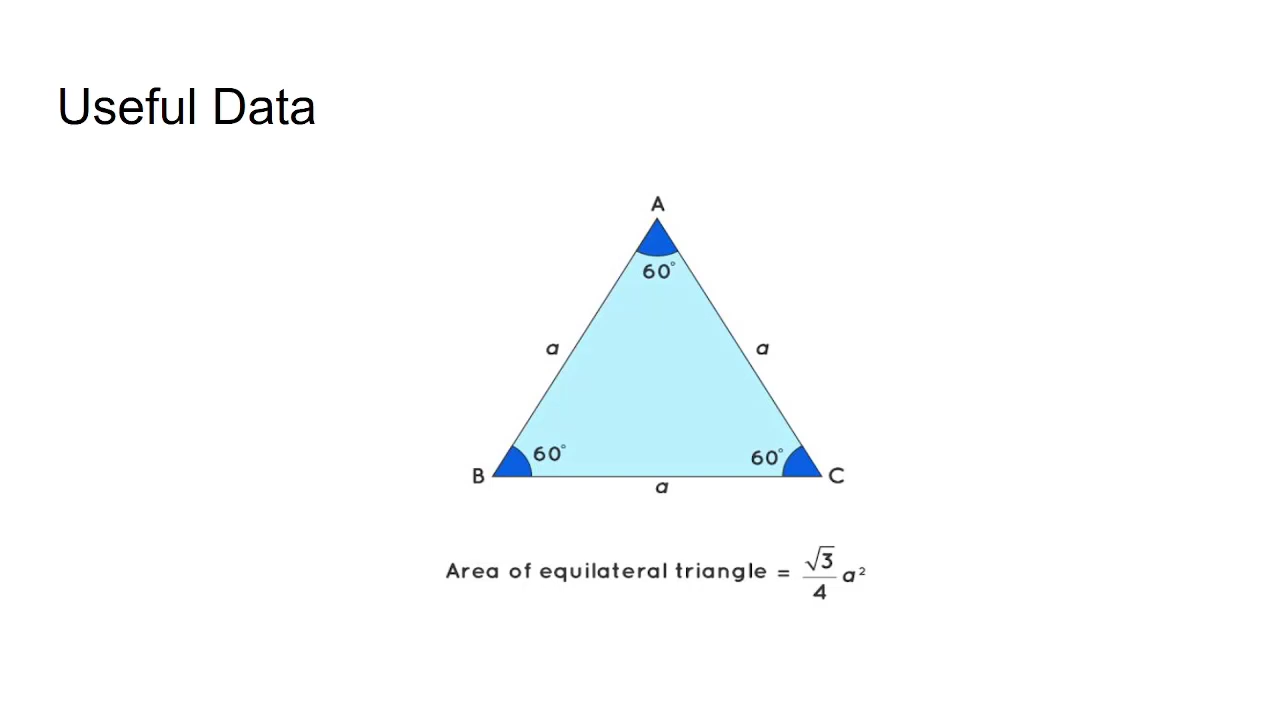 Useful Data
A
60°
a
a
B
60°
60°
C
a
Area of equilateral triangle = √3/4 a²